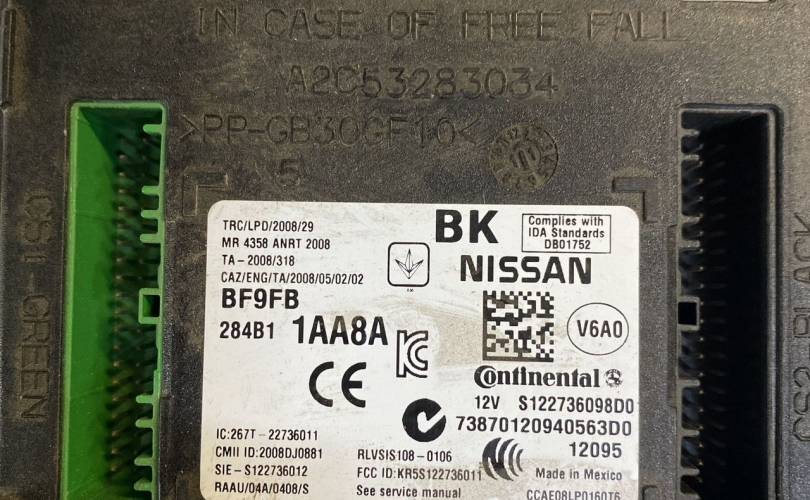 IN CASE OF FREE FALL
A2C53283034
>PP-GB30GF10<
5
CS1-GREEN
TRC/LPD/2008/29
MR 4358 ANRT 2008
TA - 2008/318
CAZ/ENG/TA/2008/05/02/02
BF9FB
284B1 1AA8A
BK
Complies with
IDA Standards
DB01752
NISSAN
V6A0
CE
Continental
12V S122736098D0
73870120940563D0
12095
Made in Mexico
CCAE08LP0160T6
IC:267T - 22736011
CMII ID:2008DJ0881
SIE - S122736012
RAAU/04A/0408/S
RLVSIS108 - 0106
FCC ID:KR5S122736011
See service manual